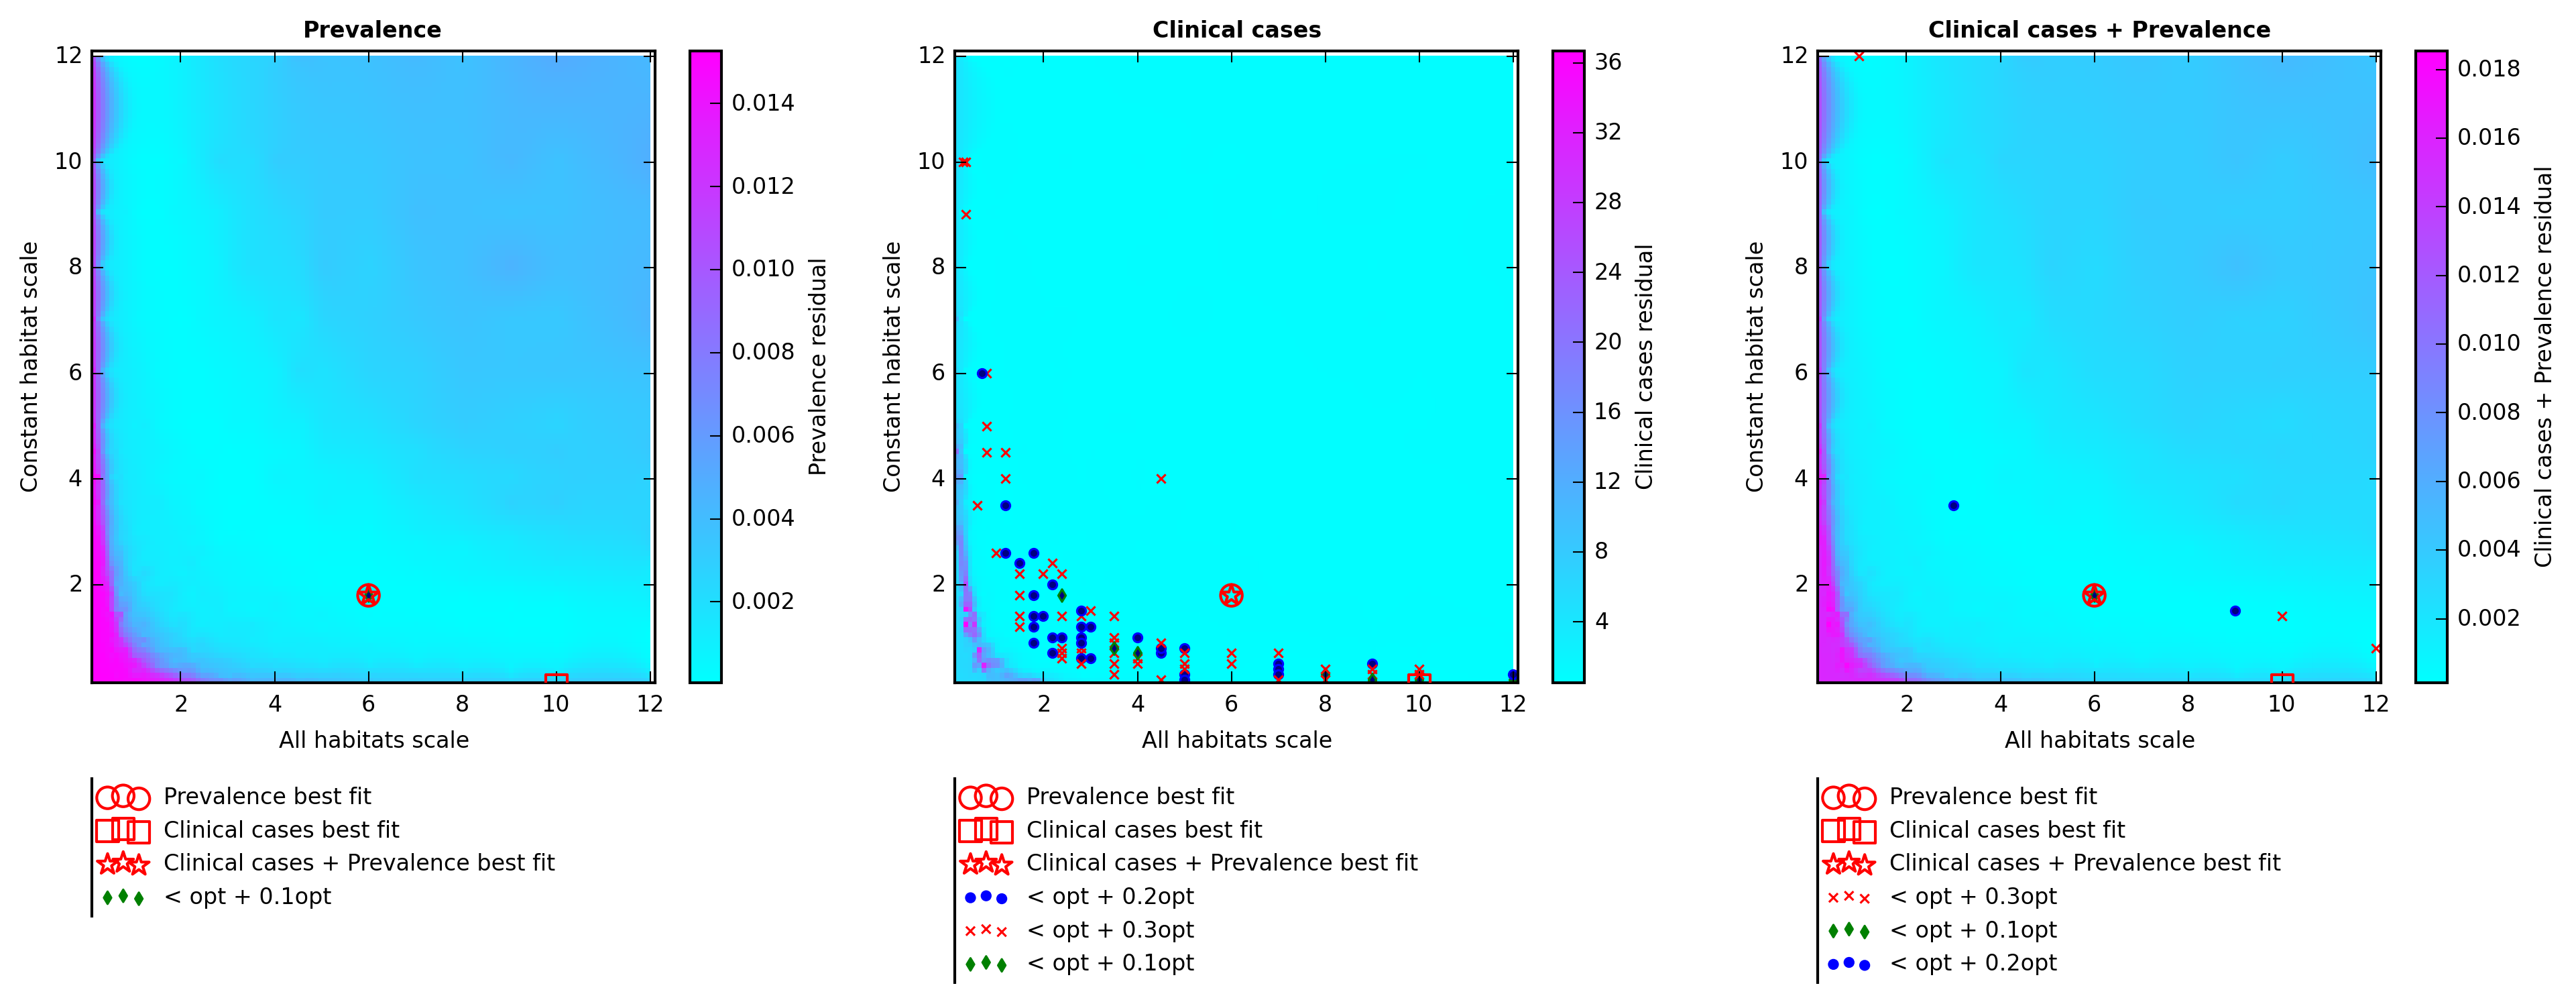 Prevalence
12
10
8
6
4
2
Constant habitat scale
2 4 6 8 10 12
All habitats scale
0.014
0.012
0.010
0.008
0.006
0.004
0.002
Prevalence residual
Prevalence best fit
Clinical cases best fit
Clinical cases + Prevalence best fit
< opt + 0.1opt
Clinical cases
12
10
8
6
4
2
Constant habitat scale
2 4 6 8 10 12
All habitats scale
36
32
28
24
20
16
12
8
4
Clinical cases residual
Prevalence best fit
Clinical cases best fit
Clinical cases + Prevalence best fit
< opt + 0.2opt
< opt + 0.3opt
< opt + 0.1opt
Clinical cases + Prevalence
12
10
8
6
4
2
Constant habitat scale
2 4 6 8 10 12
All habitats scale
0.018
0.016
0.014
0.012
0.010
0.008
0.006
0.004
0.002
Clinical cases + Prevalence residual
Prevalence best fit
Clinical cases best fit
Clinical cases + Prevalence best fit
< opt + 0.3opt
< opt + 0.1opt
< opt + 0.2opt